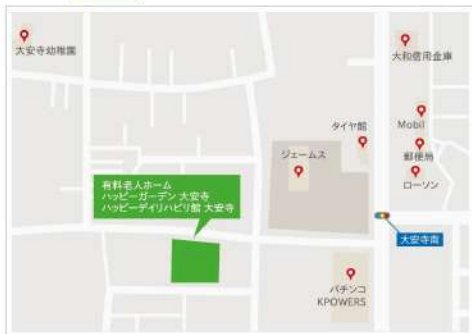 大安寺幼稚園
大和信用金庫
タイヤ館
Mobil
ジェームス
郵便局
ローソン
有料老人ホーム
ハッピーガーデン 大安寺
ハッピーデイリハビリ館 大安寺
大安寺南
パチンコ
KPOWERS